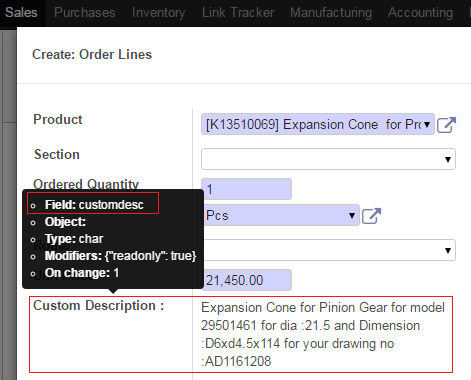 Sales Purchases Inventory Link Tracker Manufacturing Accounting
Create: Order Lines
Product [K13510069] Expansion Cone for Pro
Section
Ordered Quantity 1
Field: customdesc
Object:
Pcs
Type: char
Modifiers: {"readonly": true}
On change: 1
21,450.00
Custom Description : Expansion Cone for Pinion Gear for model
29501461 for dia :21.5 and Dimension
:D6xd4.5x114 for your drawing no
:AD1161208